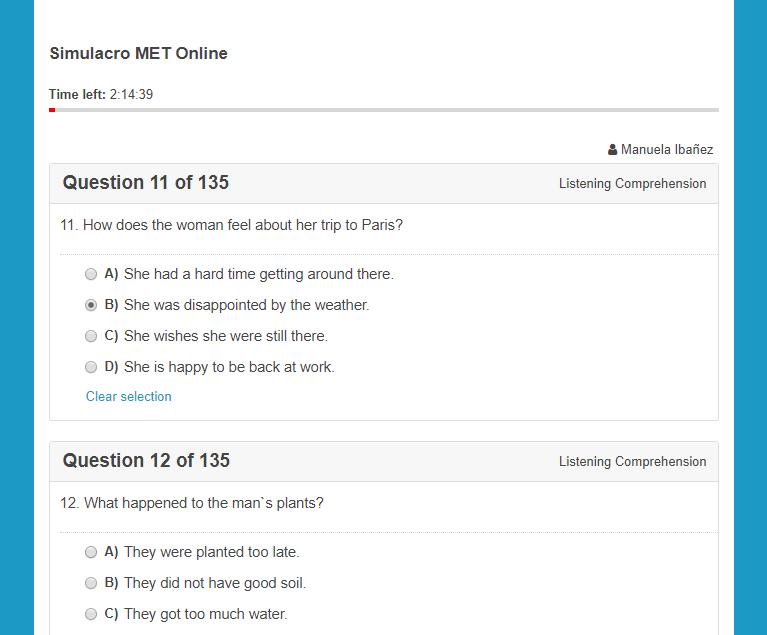 Simulacro MET Online
Time left: 2:14:39
Manuela Ibañez
Question 11 of 135 Listening Comprehension
11. How does the woman feel about her trip to Paris?
A) She had a hard time getting around there.
B) She was disappointed by the weather.
C) She wishes she were still there.
D) She is happy to be back at work.
Clear selection
Question 12 of 135 Listening Comprehension
12. What happened to the man`s plants?
A) They were planted too late.
B) They did not have good soil.
C) They got too much water.